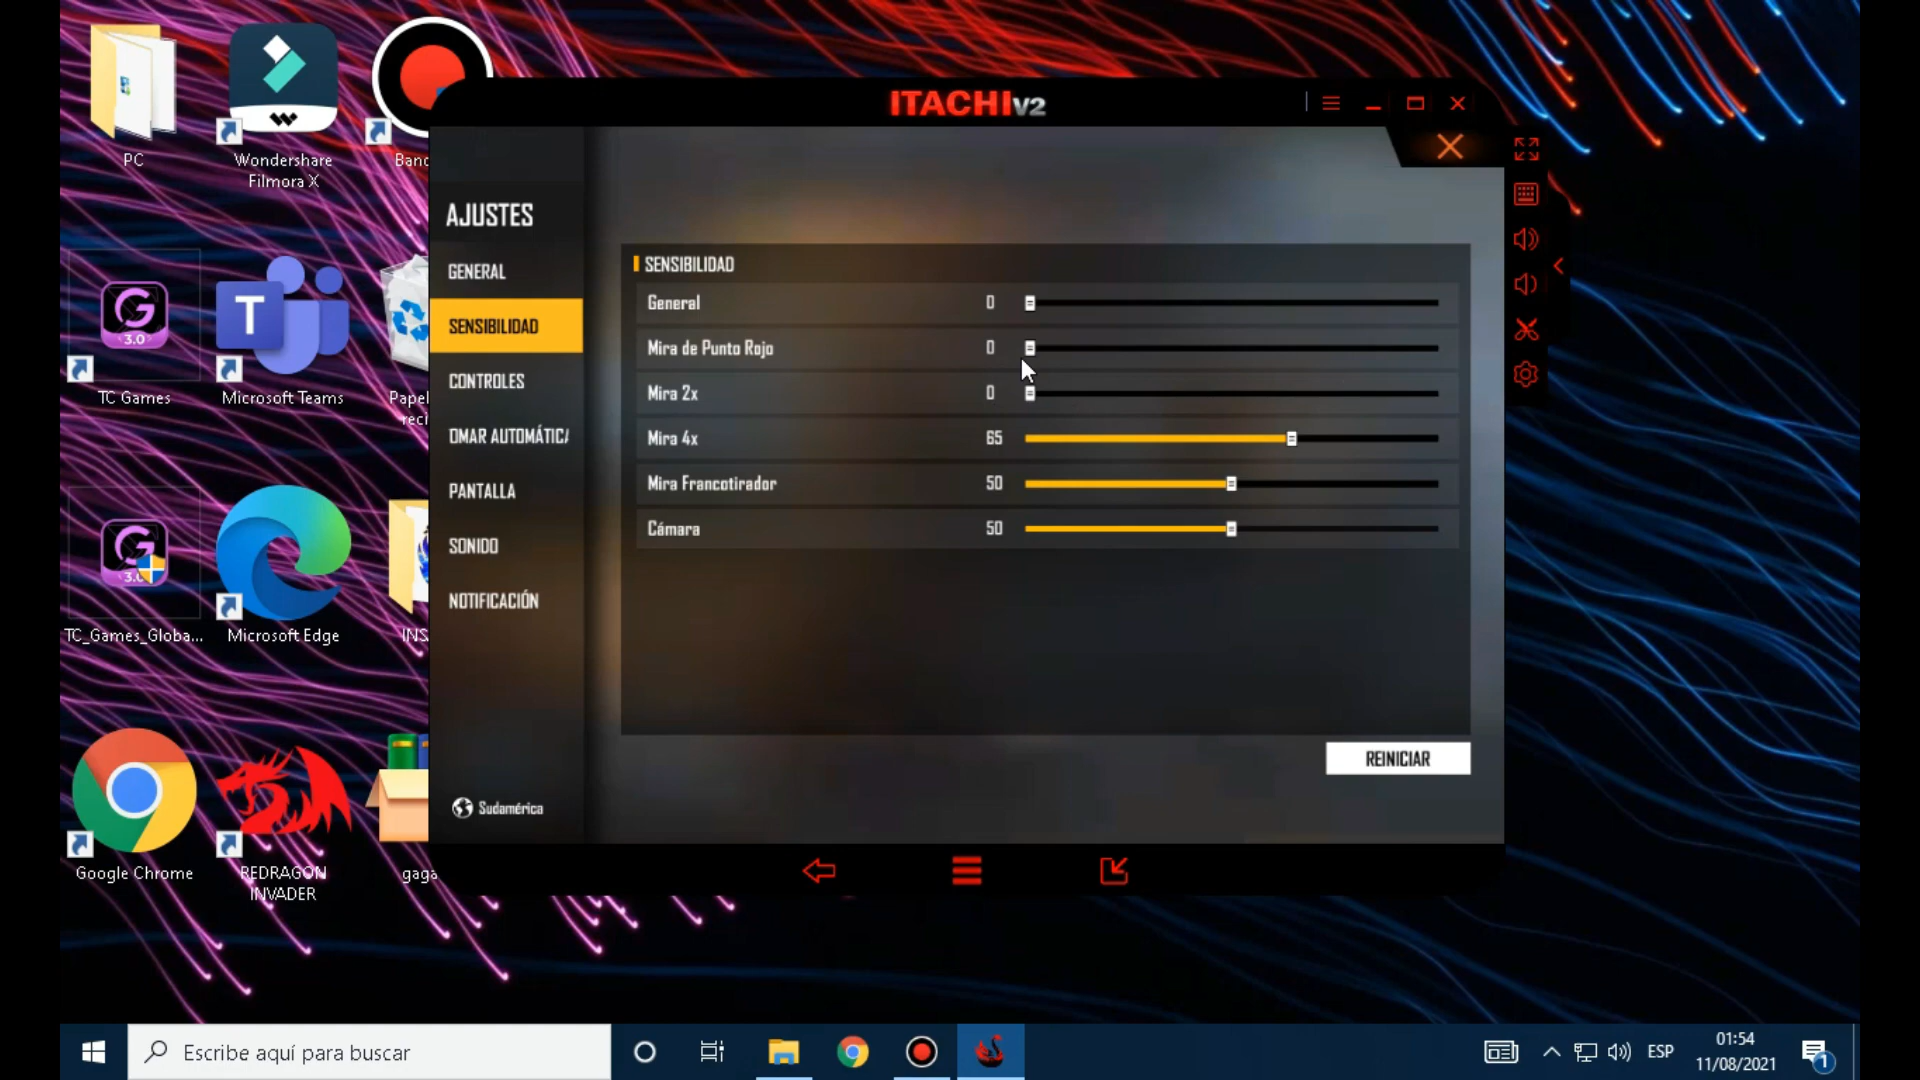 PC
Wondershare
Filmora X
Banc
TC Games
Microsoft Teams
Papel
reci
TC_Games_Globa...
Microsoft Edge
INS
Google Chrome
REDRAGON
INVADER
gaga
ITACHIV2
AJUSTES
GENERAL
SENSIBILIDAD
CONTROLES
OMAR AUTOMÁTICA
PANTALLA
SONIDO
NOTIFICACIÓN
Sudamérica
SENSIBILIDAD
General 0
Mira de Punto Rojo 0
Mira 2x 0
Mira 4x 65
Mira Francotirador 50
Cámara 50
REINICIAR
Escribe aquí para buscar
ESP
01:54
11/08/2021
1